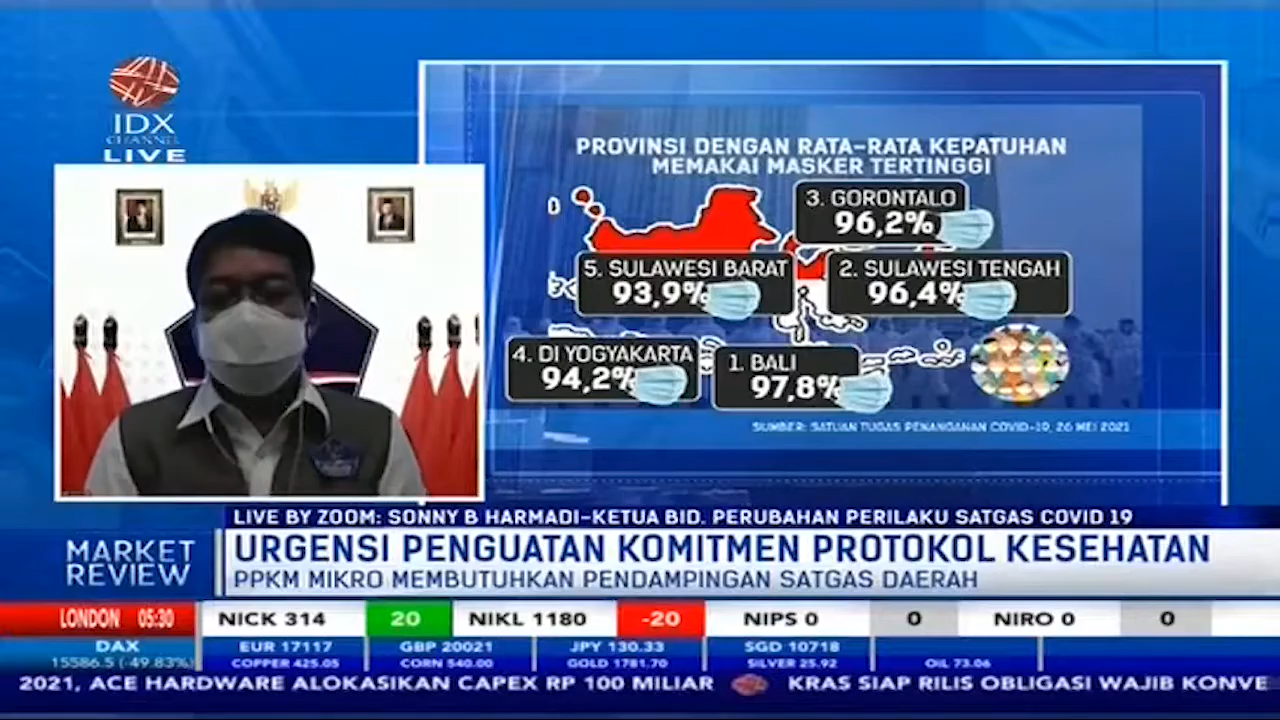 IDX
CHANNEL
LIVE
PROVINSI DENGAN RATA-RATA KEPATUHAN
MEMAKAI MASKER TERTINGGI
3. GORONTALO
96,2%
5. SULAWESI BARAT
93,9%
2. SULAWESI TENGAH
96,4%
4. DI YOGYAKARTA
94,2%
1. BALI
97,8%
SUMBER: SATUAN TUGAS PENANGANAN COVID-19, 26 MEI 2021
LIVE BY ZOOM: SONNY B HARMADI-KETUA BID. PERUBAHAN PERILAKU SATGAS COVID 19
MARKET
REVIEW
URGENSI PENGUATAN KOMITMEN PROTOKOL KESEHATAN
PPKM MIKRO MEMBUTUHKAN PENDAMPINGAN SATGAS DAERAH
LONDON 05:30 NICK 314 20 NIKL 1180 -20 NIPS 0 0 NIRO 0 0
DAX EUR 17117 GBP 20021 JPY 130.33 SGD 10718
15586.5 (-49.83%) COPPER 425.05 CORN 540.00 GOLD 1781.70 SILVER 25.92 OIL 73.06
2021, ACE HARDWARE ALOKASIKAN CAPEX RP 100 MILIAR KRAS SIAP RILIS OBLIGASI WAJIB KONVE